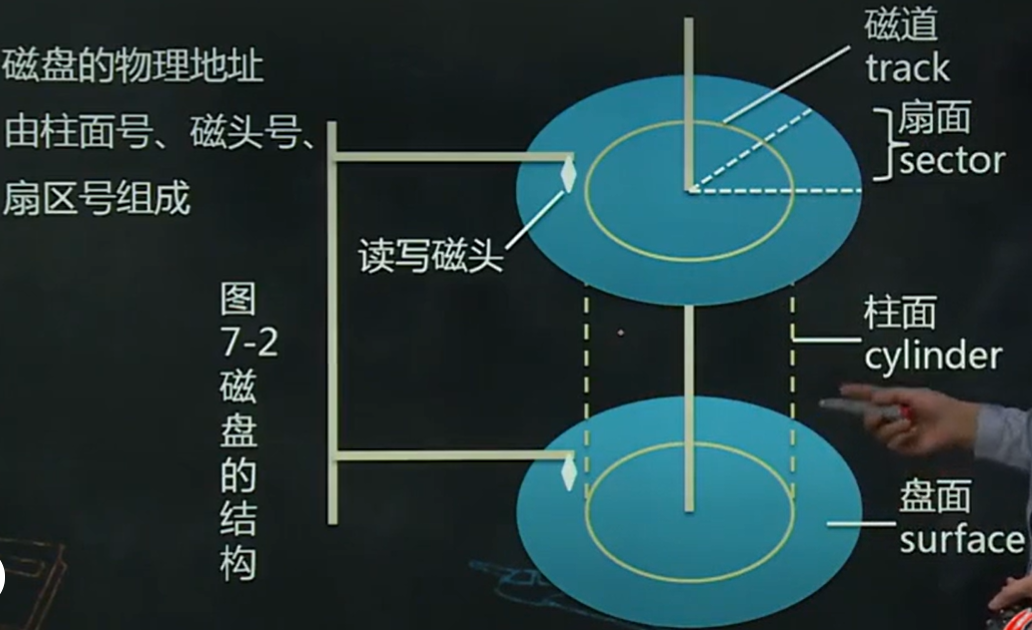 磁盘的物理地址
由柱面号、磁头号、
扇区号组成
磁道
track
扇面
sector
读写磁头
图
7-2
磁
盘
的
结
构
柱面
cylinder
盘面
surface